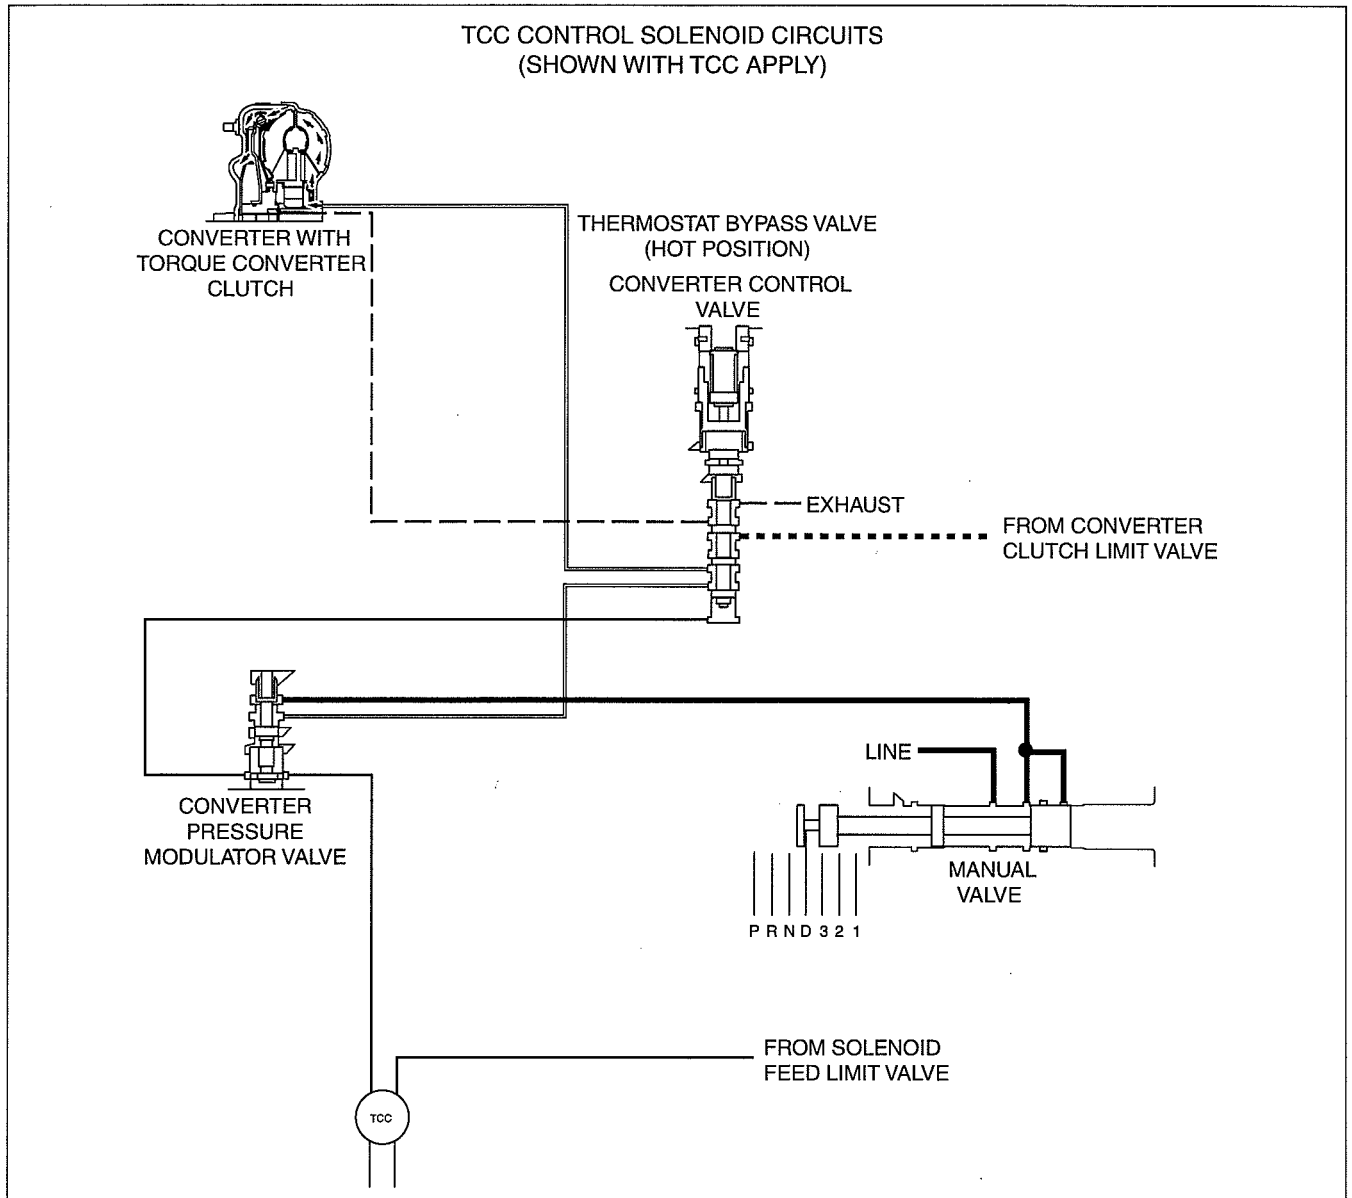 TCC CONTROL SOLENOID CIRCUITS
(SHOWN WITH TCC APPLY)
CONVERTER WITH
TORQUE CONVERTER
CLUTCH
THERMOSTAT BYPASS VALVE
(HOT POSITION)
CONVERTER CONTROL
VALVE
EXHAUST
FROM CONVERTER
CLUTCH LIMIT VALVE
LINE
CONVERTER
PRESSURE
MODULATOR VALVE
MANUAL
VALVE
P R N D 3 2 1
FROM SOLENOID
FEED LIMIT VALVE
TCC